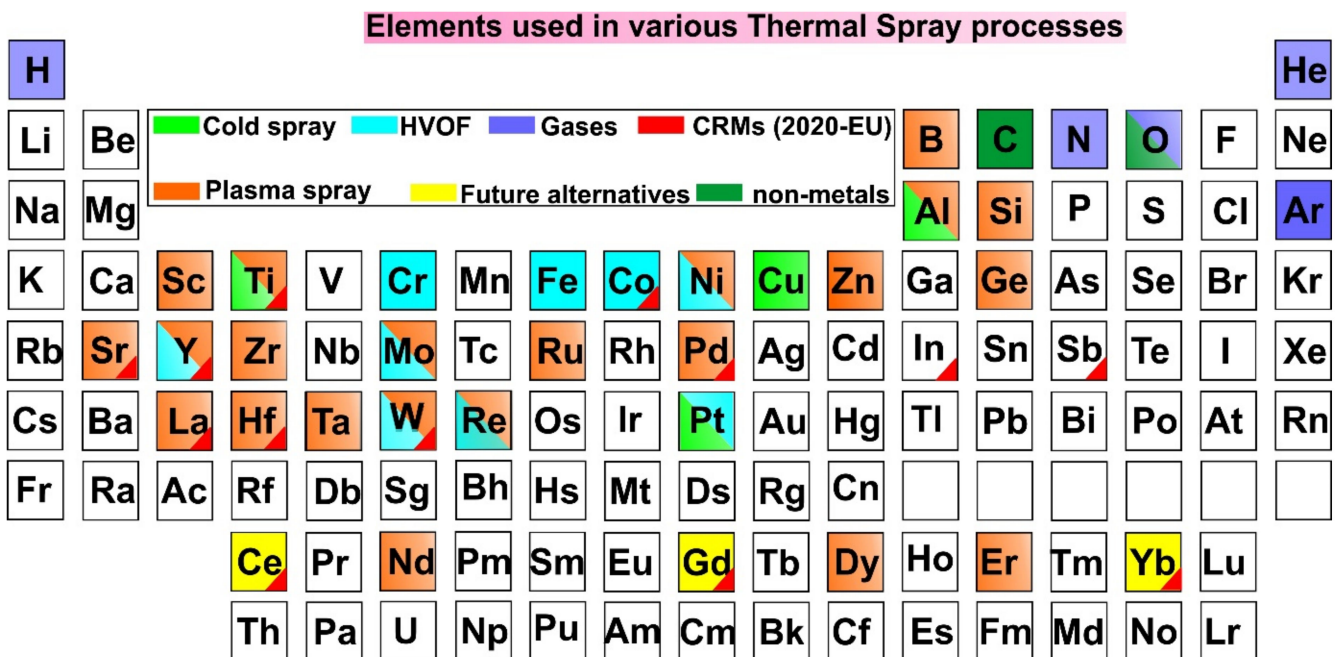 Elements used in various Thermal Spray processes
H He
Li Be Cold spray HVOF Gases CRMs (2020-EU) B C N O F Ne
Na Mg Plasma spray Future alternatives non-metals Al Si P S Cl Ar
K Ca Sc Ti V Cr Mn Fe Co Ni Cu Zn Ga Ge As Se Br Kr
Rb Sr Y Zr Nb Mo Tc Ru Rh Pd Ag Cd In Sn Sb Te I Xe
Cs Ba La Hf Ta W Re Os Ir Pt Au Hg Tl Pb Bi Po At Rn
Fr Ra Ac Rf Db Sg Bh Hs Mt Ds Rg Cn
Ce Pr Nd Pm Sm Eu Gd Tb Dy Ho Er Tm Yb Lu
Th Pa U Np Pu Am Cm Bk Cf Es Fm Md No Lr